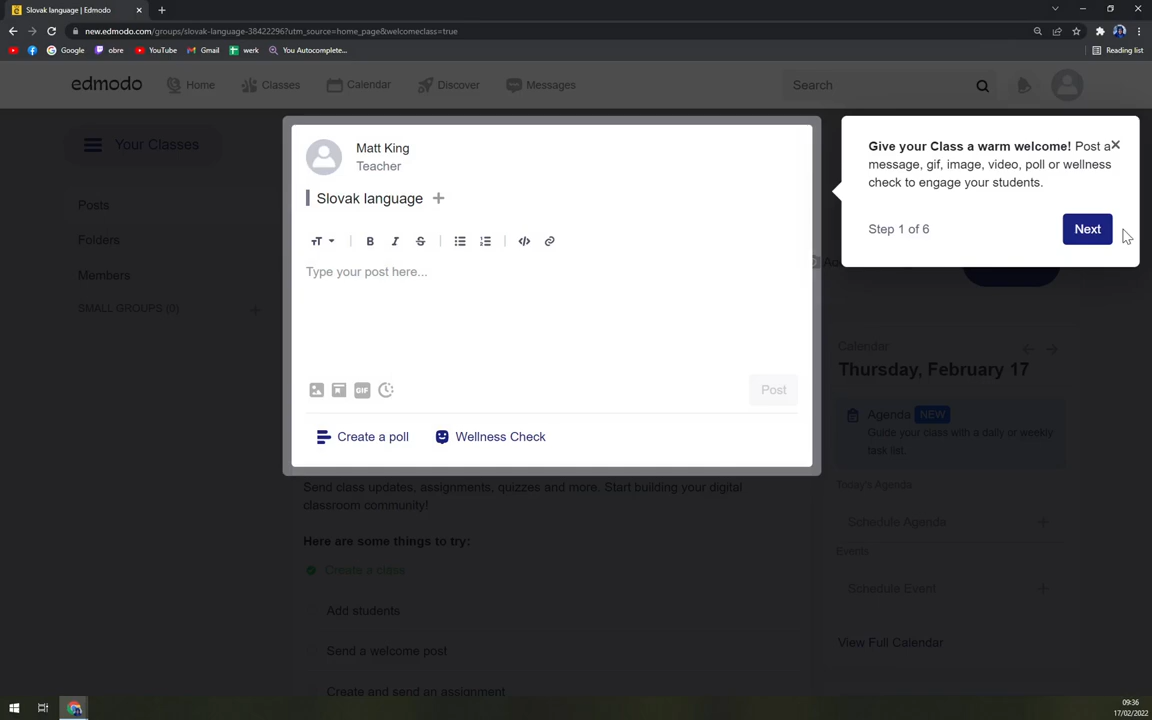 Slovak language | Edmodo
new.edmodo.com/groups/slovak-language-38422296?utm_source=home_page&welcomeclass=true
Google
obre
YouTube
Gmail
werk
You Autocomplete...
Reading list
edmodo
Home
Classes
Calendar
Discover
Messages
Search
Your Classes
Posts
Folders
Members
SMALL GROUPS (0)
Matt King
Teacher
Slovak language
Type your post here...
GIF
Post
Create a poll
Wellness Check
Give your Class a warm welcome! Post a
message, gif, image, video, poll or wellness
check to engage your students.
Step 1 of 6
Next
Send class updates, assignments, quizzes and more. Start building your digital
classroom community!
Here are some things to try:
Create a class
Add students
Send a welcome post
Create and send an assignment
Calendar
Thursday, February 17
Agenda NEW
Guide your class with a daily or weekly
task list.
Today's Agenda
Schedule Agenda
Events
Schedule Event
View Full Calendar
09:36
17/02/2022